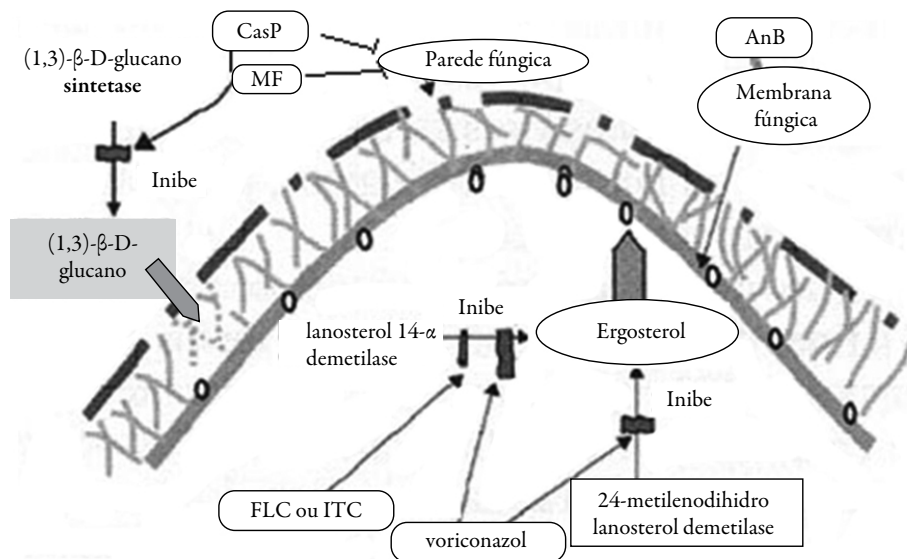 CasP
AnB
(1,3)-β-D-glucano
sintetase
MF
Parede fúngica
Membrana
fúngica
Inibe
(1,3)-β-D-
glucano
Inibe
lanosterol 14-α
demetilase
Ergosterol
Inibe
FLC ou ITC
24-metilenodihidro
lanosterol demetilase
voriconazol